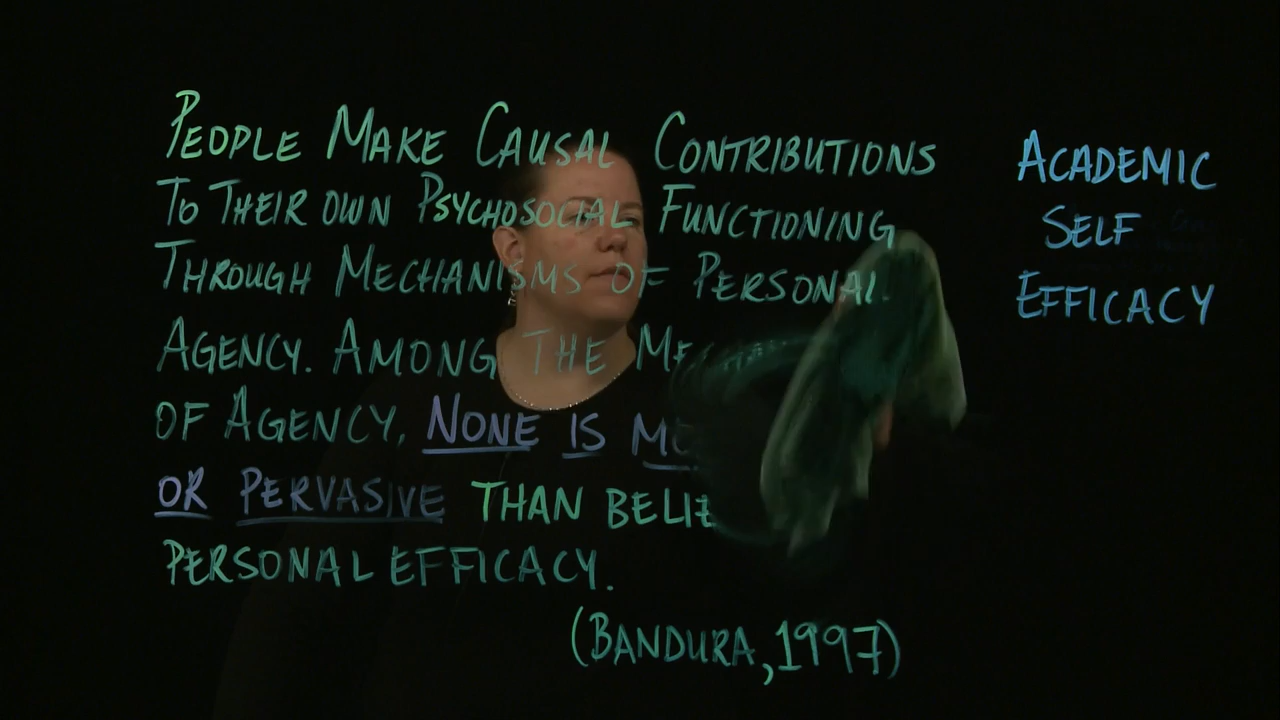 PEOPLE MAKE CAUSAL CONTRIBUTIONS
TO THEIR OWN PSYCHOSOCIAL FUNCTIONING
THROUGH MECHANISMS OF PERSONAL
AGENCY. AMONG THE
OF AGENCY, NONE IS
OR PERVASIVE THAN
PERSONAL EFFICACY.
(BANDURA, 1997)
ACADEMIC
SELF
EFFICACY